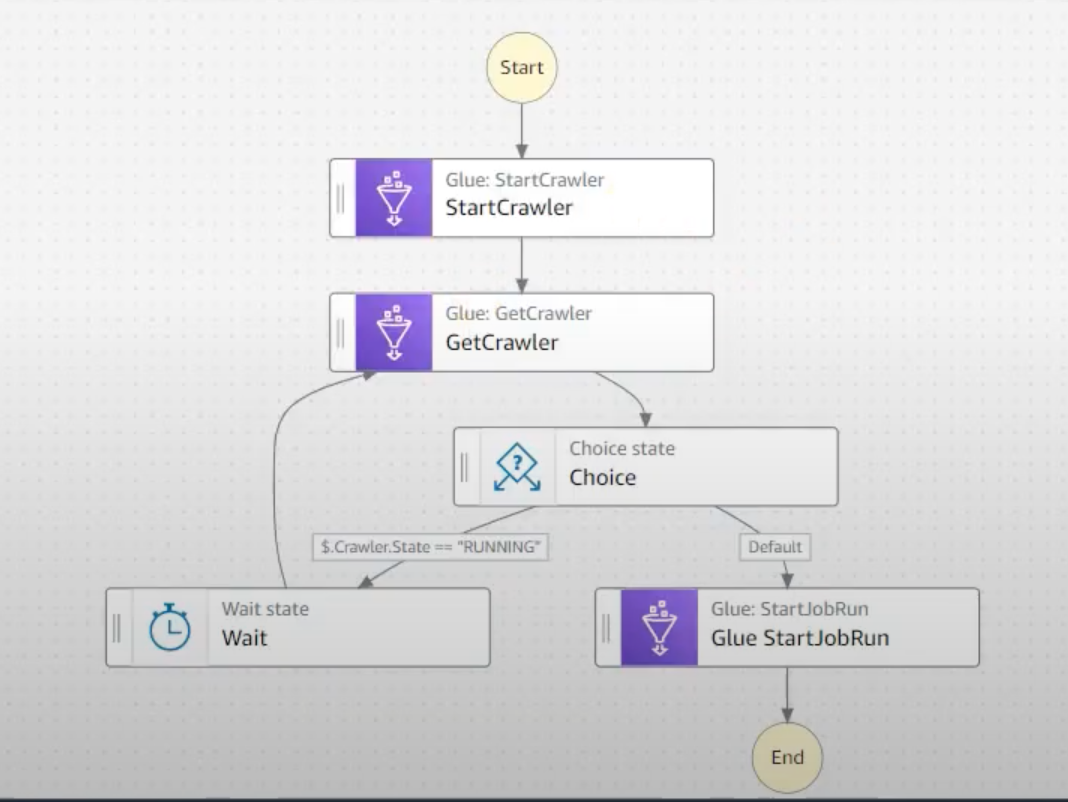 Start
Glue: StartCrawler
StartCrawler
Glue: GetCrawler
GetCrawler
Choice state
Choice
$.Crawler.State == "RUNNING"
Default
Wait state
Wait
Glue: StartJobRun
Glue StartJobRun
End